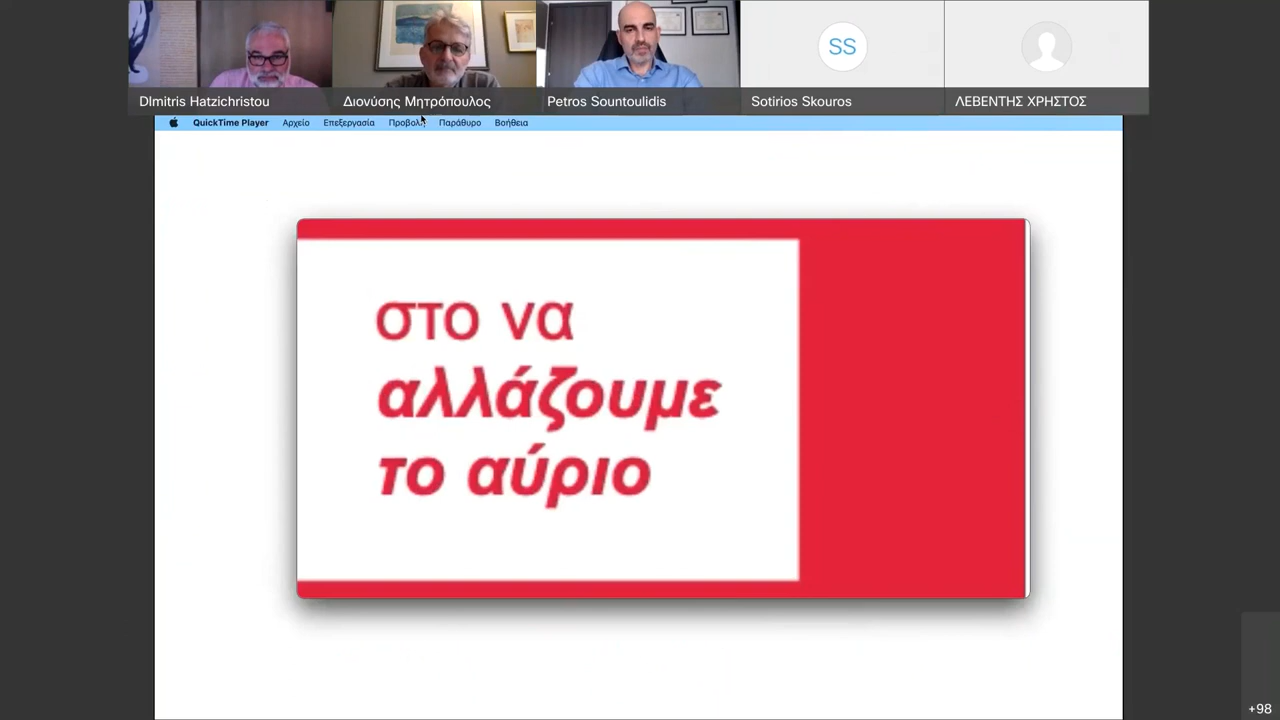 SS
DImitris Hatzichristou
Διονύσης Μητρόπουλος
Petros Sountoulidis
Sotirios Skouros
ΛΕΒΕΝΤΗΣ ΧΡΗΣΤΟΣ
QuickTime Player Αρχείο Επεξεργασία Προβολή Παράθυρο Βοήθεια
στο να
αλλάζουμε
το αύριο
+98